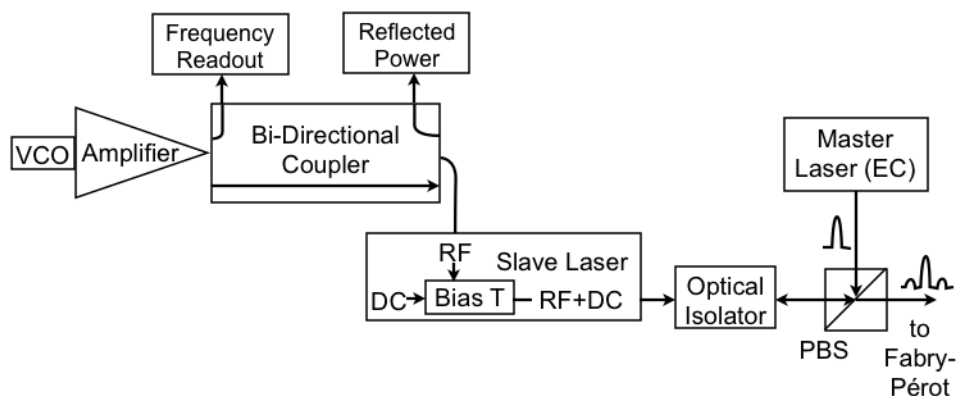 Frequency
Readout
Reflected
Power
VCO
Amplifier
Bi-Directional
Coupler
Master
Laser (EC)
RF
Slave Laser
DC
Bias T
RF+DC
Optical
Isolator
PBS
to
Fabry-
Pérot